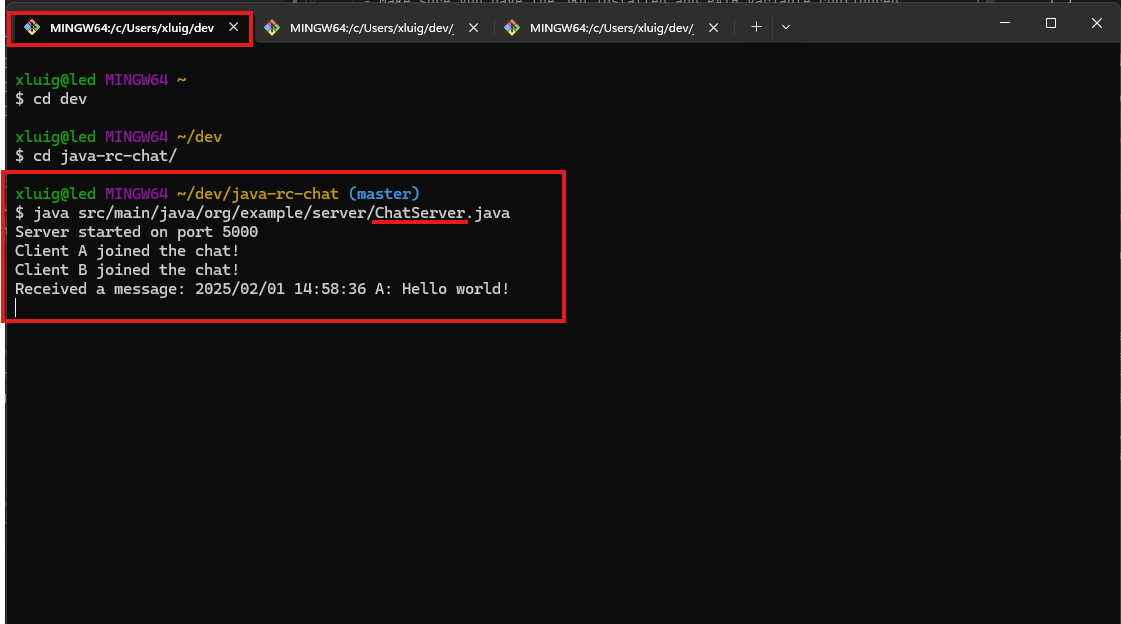 MINGW64:/c/Users/xluig/dev
MINGW64:/c/Users/xluig/dev/
MINGW64:/c/Users/xluig/dev/
xluig@led MINGW64 ~
$ cd dev
xluig@led MINGW64 ~/dev
$ cd java-rc-chat/
xluig@led MINGW64 ~/dev/java-rc-chat (master)
$ java src/main/java/org/example/server/ChatServer.java
Server started on port 5000
Client A joined the chat!
Client B joined the chat!
Received a message: 2025/02/01 14:58:36 A: Hello world!